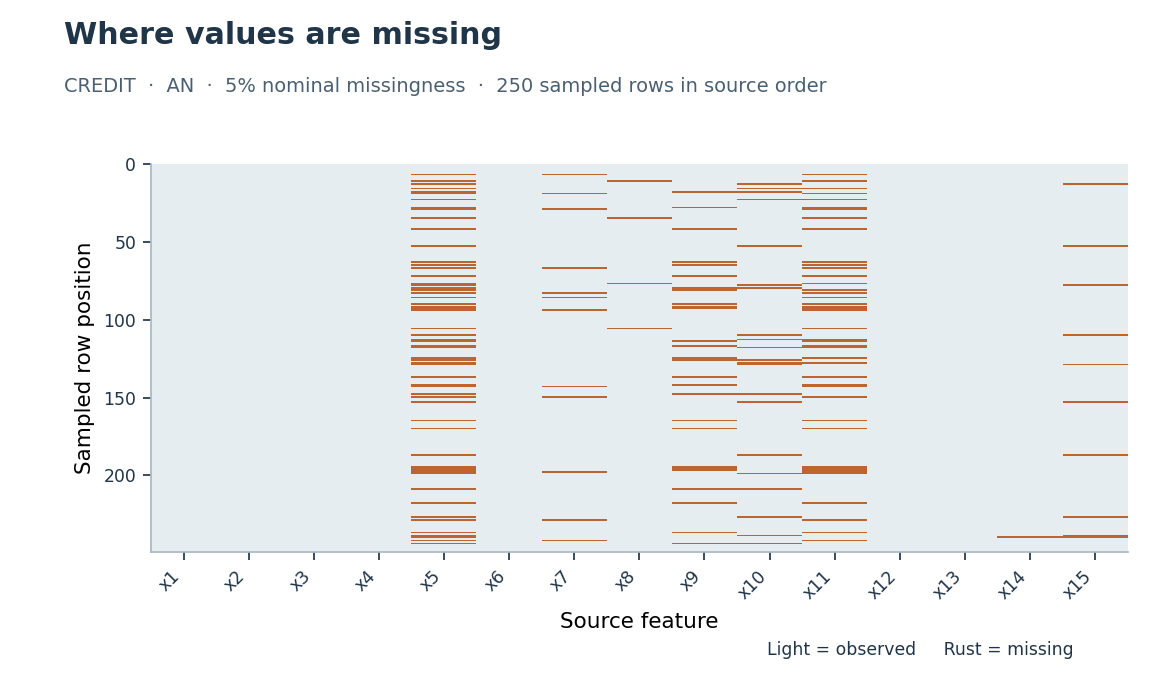 Where values are missing
CREDIT · AN · 5% nominal missingness · 250 sampled rows in source order
0
50
100
150
200
Sampled row position
x1 x2 x3 x4 x5 x6 x7 x8 x9 x10 x11 x12 x13 x14 x15
Source feature
Light = observed Rust = missing